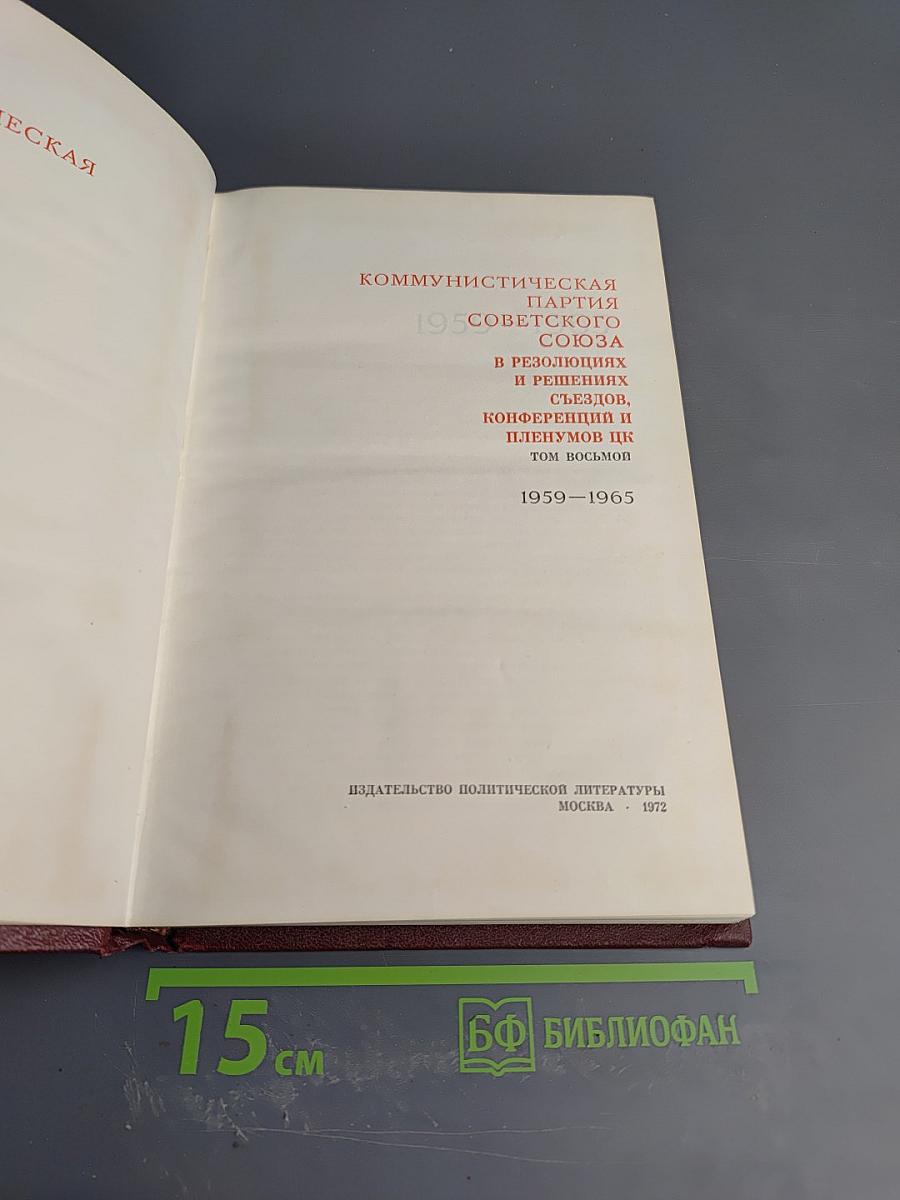 ЧЕСКАЯ
КОММУНИСТИЧЕСКАЯ
ПАРТИЯ
СОВЕТСКОГО
СОЮЗА
В РЕЗОЛЮЦИЯХ
И РЕШЕНИЯХ
СЪЕЗДОВ,
КОНФЕРЕНЦИЙ И
ПЛЕНУМОВ ЦК
ТОМ ВОСЬМОЙ
1959—1965
ИЗДАТЕЛЬСТВО ПОЛИТИЧЕСКОЙ ЛИТЕРАТУРЫ
МОСКВА · 1972
15 см
БФ БИБЛИОФАН